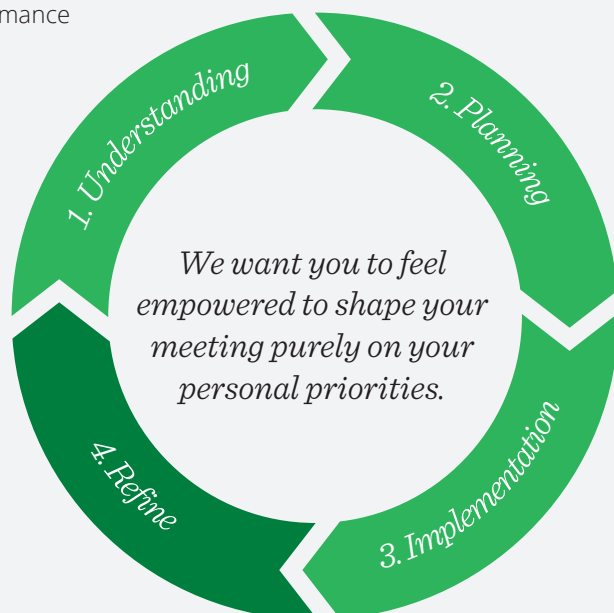 mance
1. Understanding
2. Planning
We want you to feel
empowered to shape your
meeting purely on your
personal priorities.
4. Refine
3. Implementation